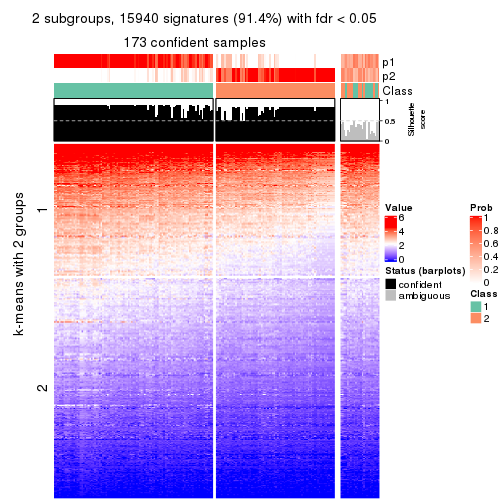 2 subgroups, 15940 signatures (91.4%) with fdr < 0.05
173 confident samples
p1
p2
Class
1
0.5
0
Silhouette
score
k-means with 2 groups
1
2
Value
6
4
2
0
Status (barplots)
confident
ambiguous
Prob
1
0.8
0.6
0.4
0.2
0
Class
1
2